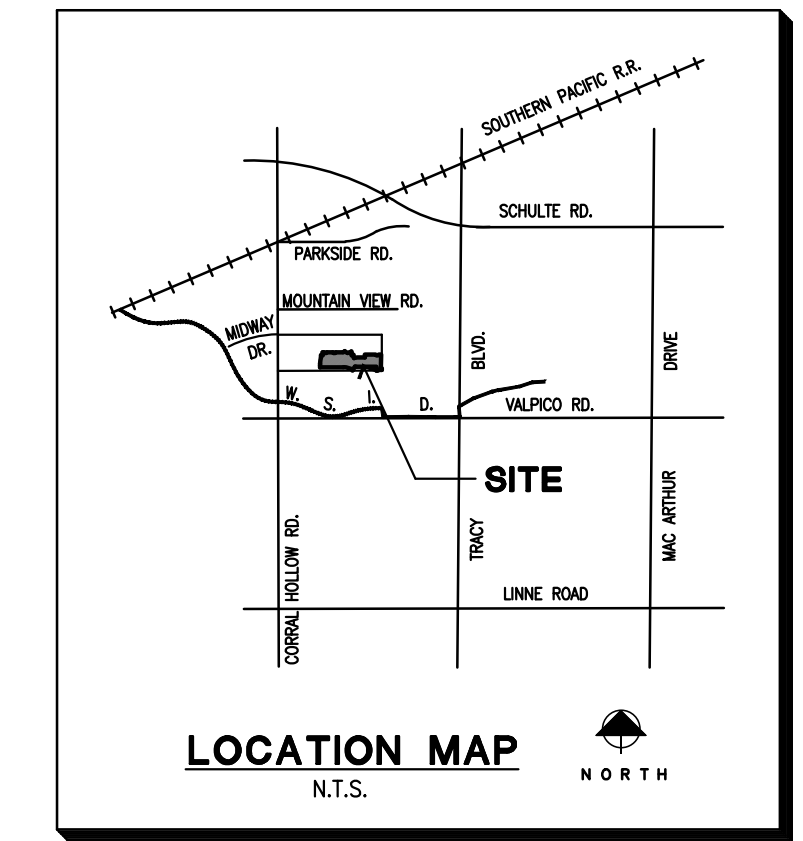 SOUTHERN PACIFIC R.R.
SCHULTE RD.
PARKSIDE RD.
MOUNTAIN VIEW RD.
MIDWAY
DR.
BLVD.
DRIVE
W. S. I. D.
VALPICO RD.
SITE
CORRAL HOLLOW RD.
TRACY
MAC ARTHUR
LINNE ROAD
LOCATION MAP
N.T.S.
NORTH